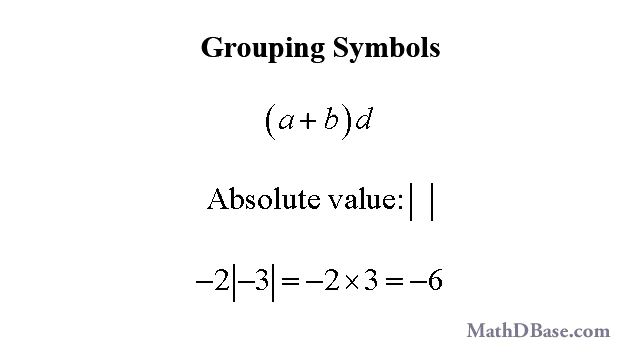 Grouping Symbols
(a + b)d
Absolute value: | |
−2|−3| = −2 × 3 = −6
MathDBase.com